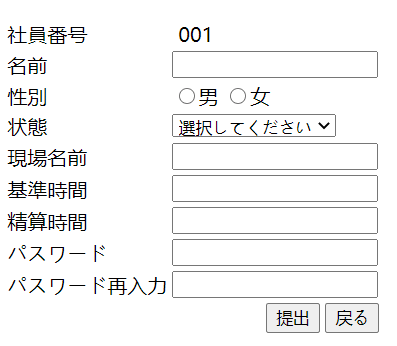 社員番号 001
名前
性別 男 女
状態 選択してください
現場名前
基準時間
精算時間
パスワード
パスワード再入力
提出 戻る